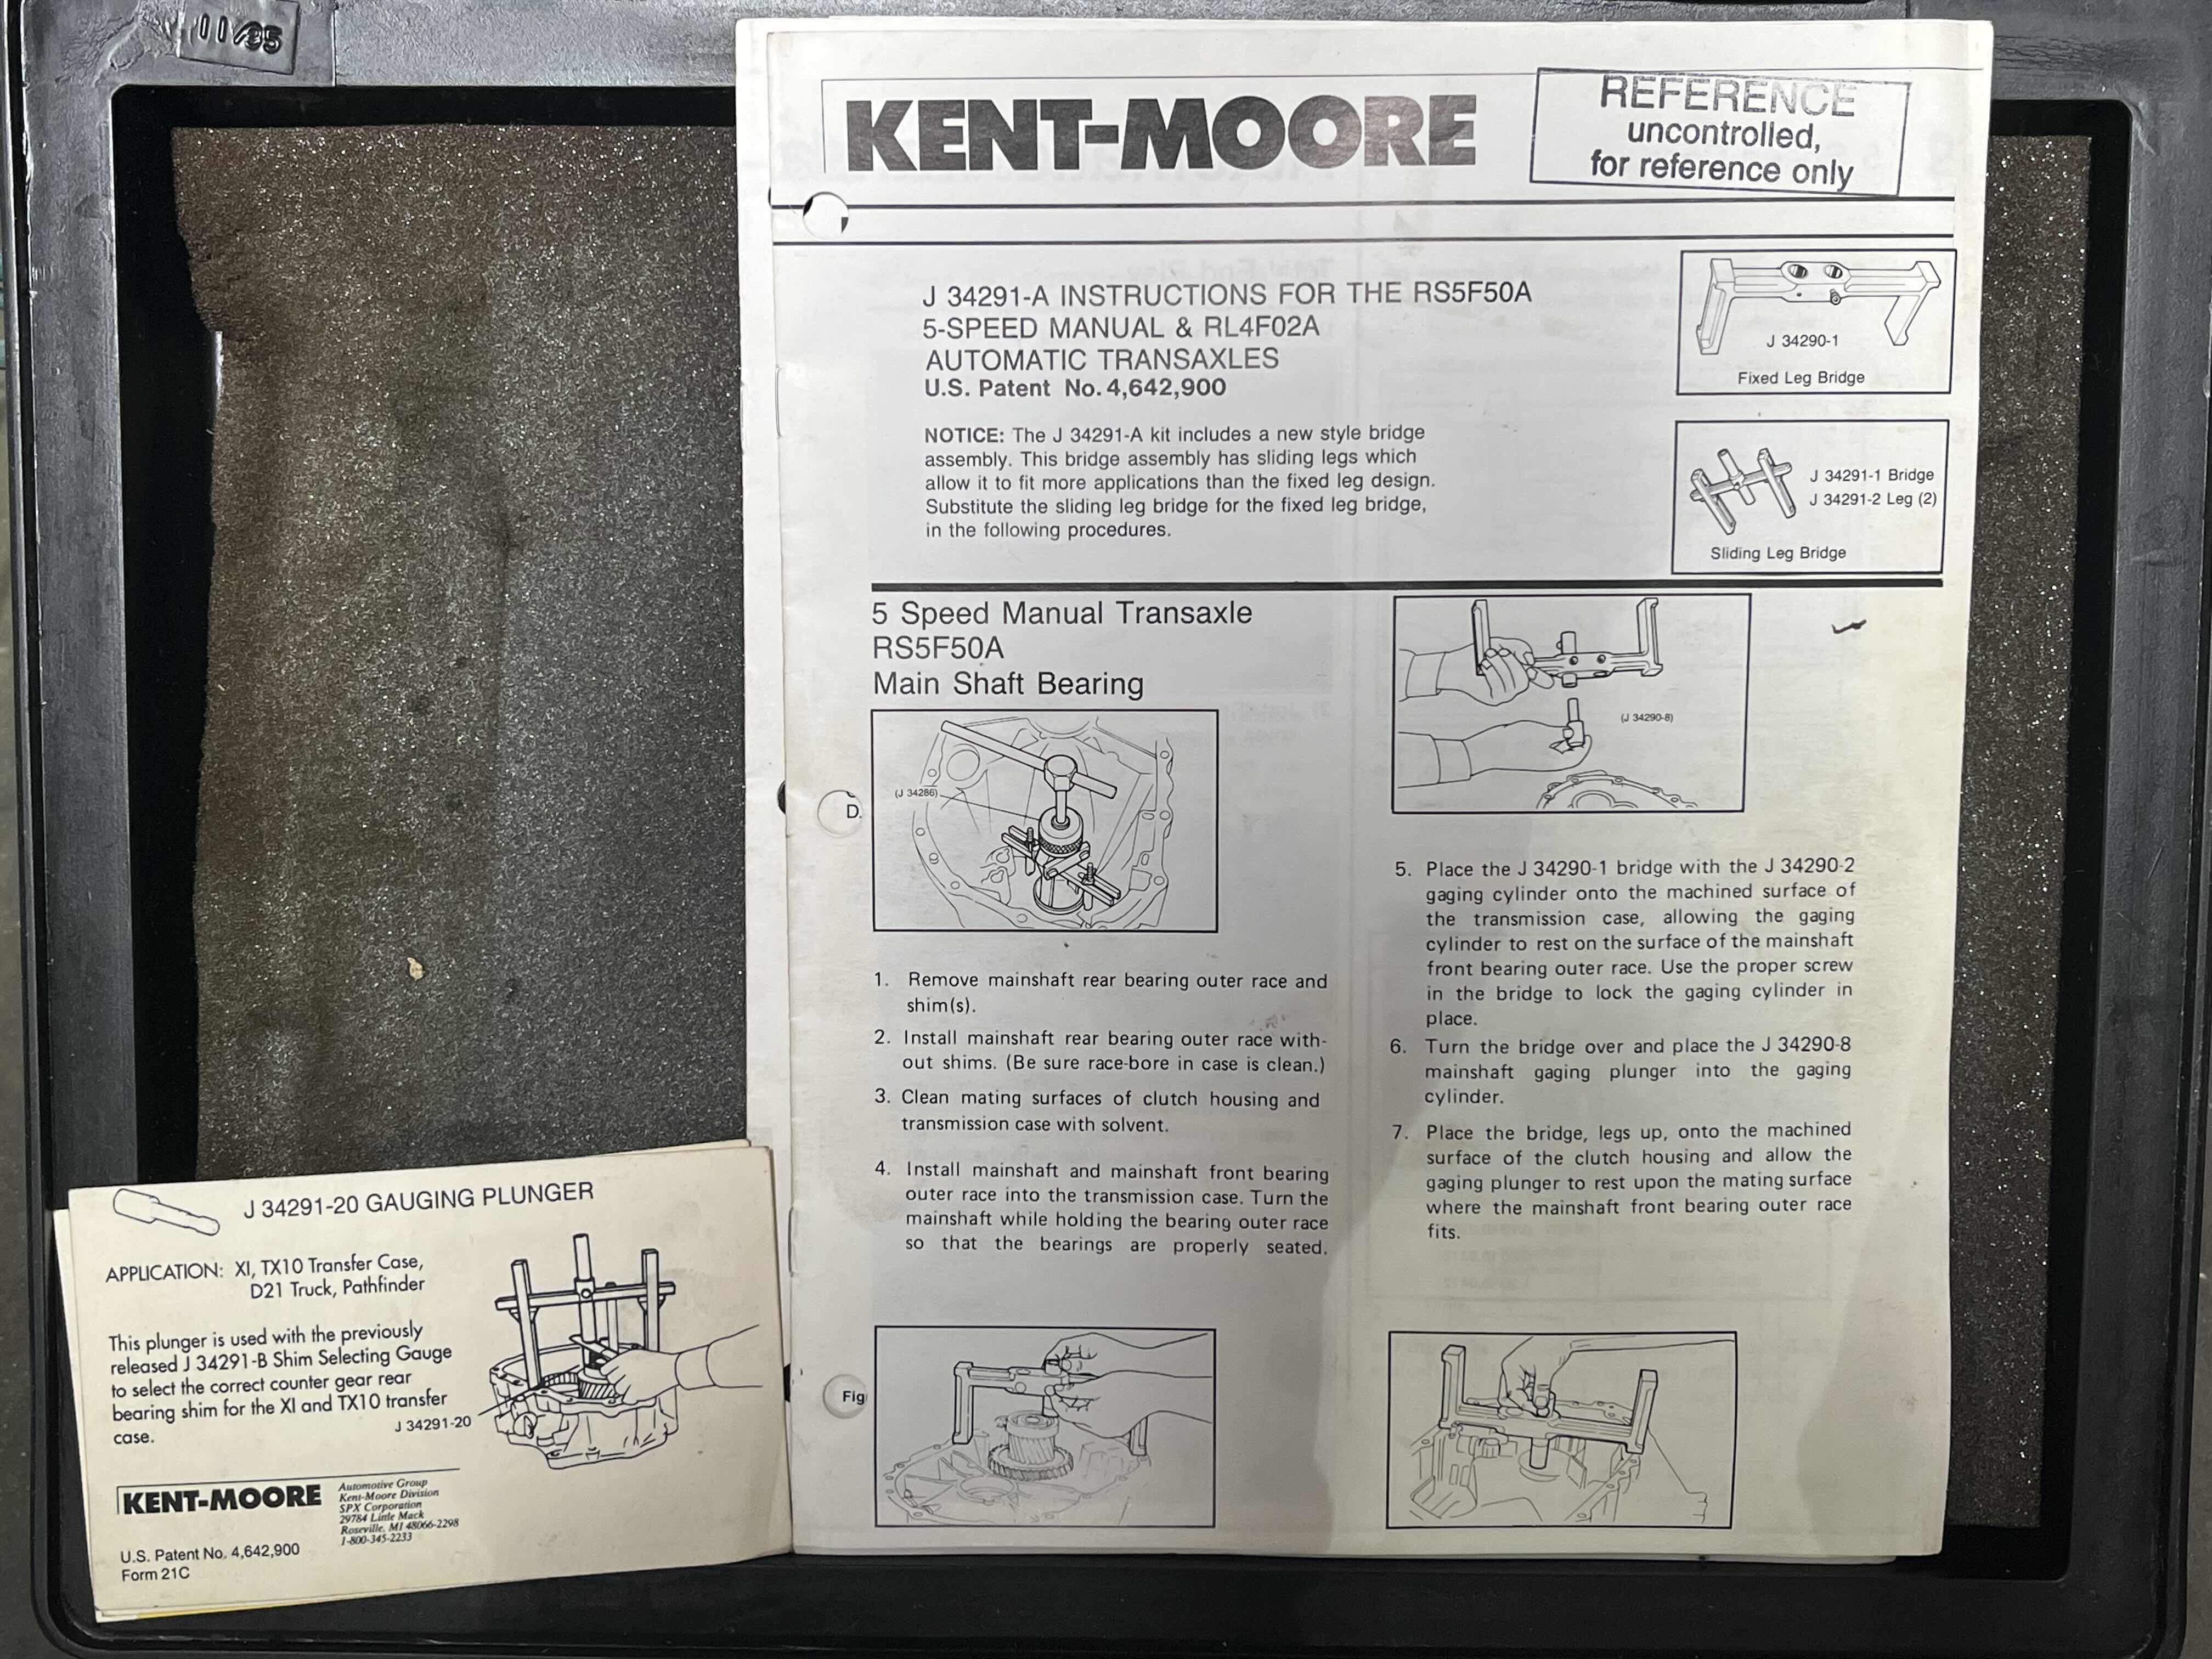 11/85
KENT-MOORE
REFERENCE
uncontrolled,
for reference only
J 34291-A INSTRUCTIONS FOR THE RS5F50A
5-SPEED MANUAL & RL4F02A
AUTOMATIC TRANSAXLES
U.S. Patent No. 4,642,900
NOTICE: The J 34291-A kit includes a new style bridge
assembly. This bridge assembly has sliding legs which
allow it to fit more applications than the fixed leg design.
Substitute the sliding leg bridge for the fixed leg bridge,
in the following procedures.
J 34290-1
Fixed Leg Bridge
J 34291-1 Bridge
J 34291-2 Leg (2)
Sliding Leg Bridge
5 Speed Manual Transaxle
RS5F50A
Main Shaft Bearing
(J 34286)
D.
1. Remove mainshaft rear bearing outer race and
shim(s).
2. Install mainshaft rear bearing outer race with-
out shims. (Be sure race-bore in case is clean.)
3. Clean mating surfaces of clutch housing and
transmission case with solvent.
4. Install mainshaft and mainshaft front bearing
outer race into the transmission case. Turn the
mainshaft while holding the bearing outer race
so that the bearings are properly seated.
Fig
(J 34290-8)
5. Place the J 34290-1 bridge with the J 34290-2
gaging cylinder onto the machined surface of
the transmission case, allowing the gaging
cylinder to rest on the surface of the mainshaft
front bearing outer race. Use the proper screw
in the bridge to lock the gaging cylinder in
place.
6. Turn the bridge over and place the J 34290-8
mainshaft gaging plunger into the gaging
cylinder.
7. Place the bridge, legs up, onto the machined
surface of the clutch housing and allow the
gaging plunger to rest upon the mating surface
where the mainshaft front bearing outer race
fits.
J 34291-20 GAUGING PLUNGER
APPLICATION: XI, TX10 Transfer Case,
D21 Truck, Pathfinder
This plunger is used with the previously
released J 34291-B Shim Selecting Gauge
to select the correct counter gear rear
bearing shim for the XI and TX10 transfer
case.
J 34291-20
KENT-MOORE
Automotive Group
Kent-Moore Division
SPX Corporation
29784 Little Mack
Roseville, MI 48066-2298
1-800-345-2233
U.S. Patent No. 4,642,900
Form 21C